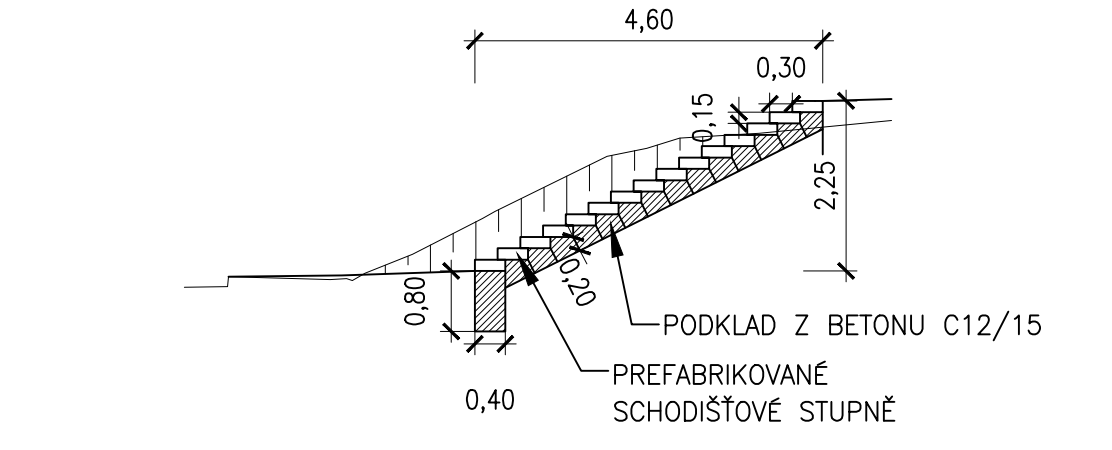 4,60
0,30
0,15
2,25
0,80
0,20
PODKLAD Z BETONU C12/15
PREFABRIKOVANÉ
SCHODIŠŤOVÉ STUPNĚ
0,40